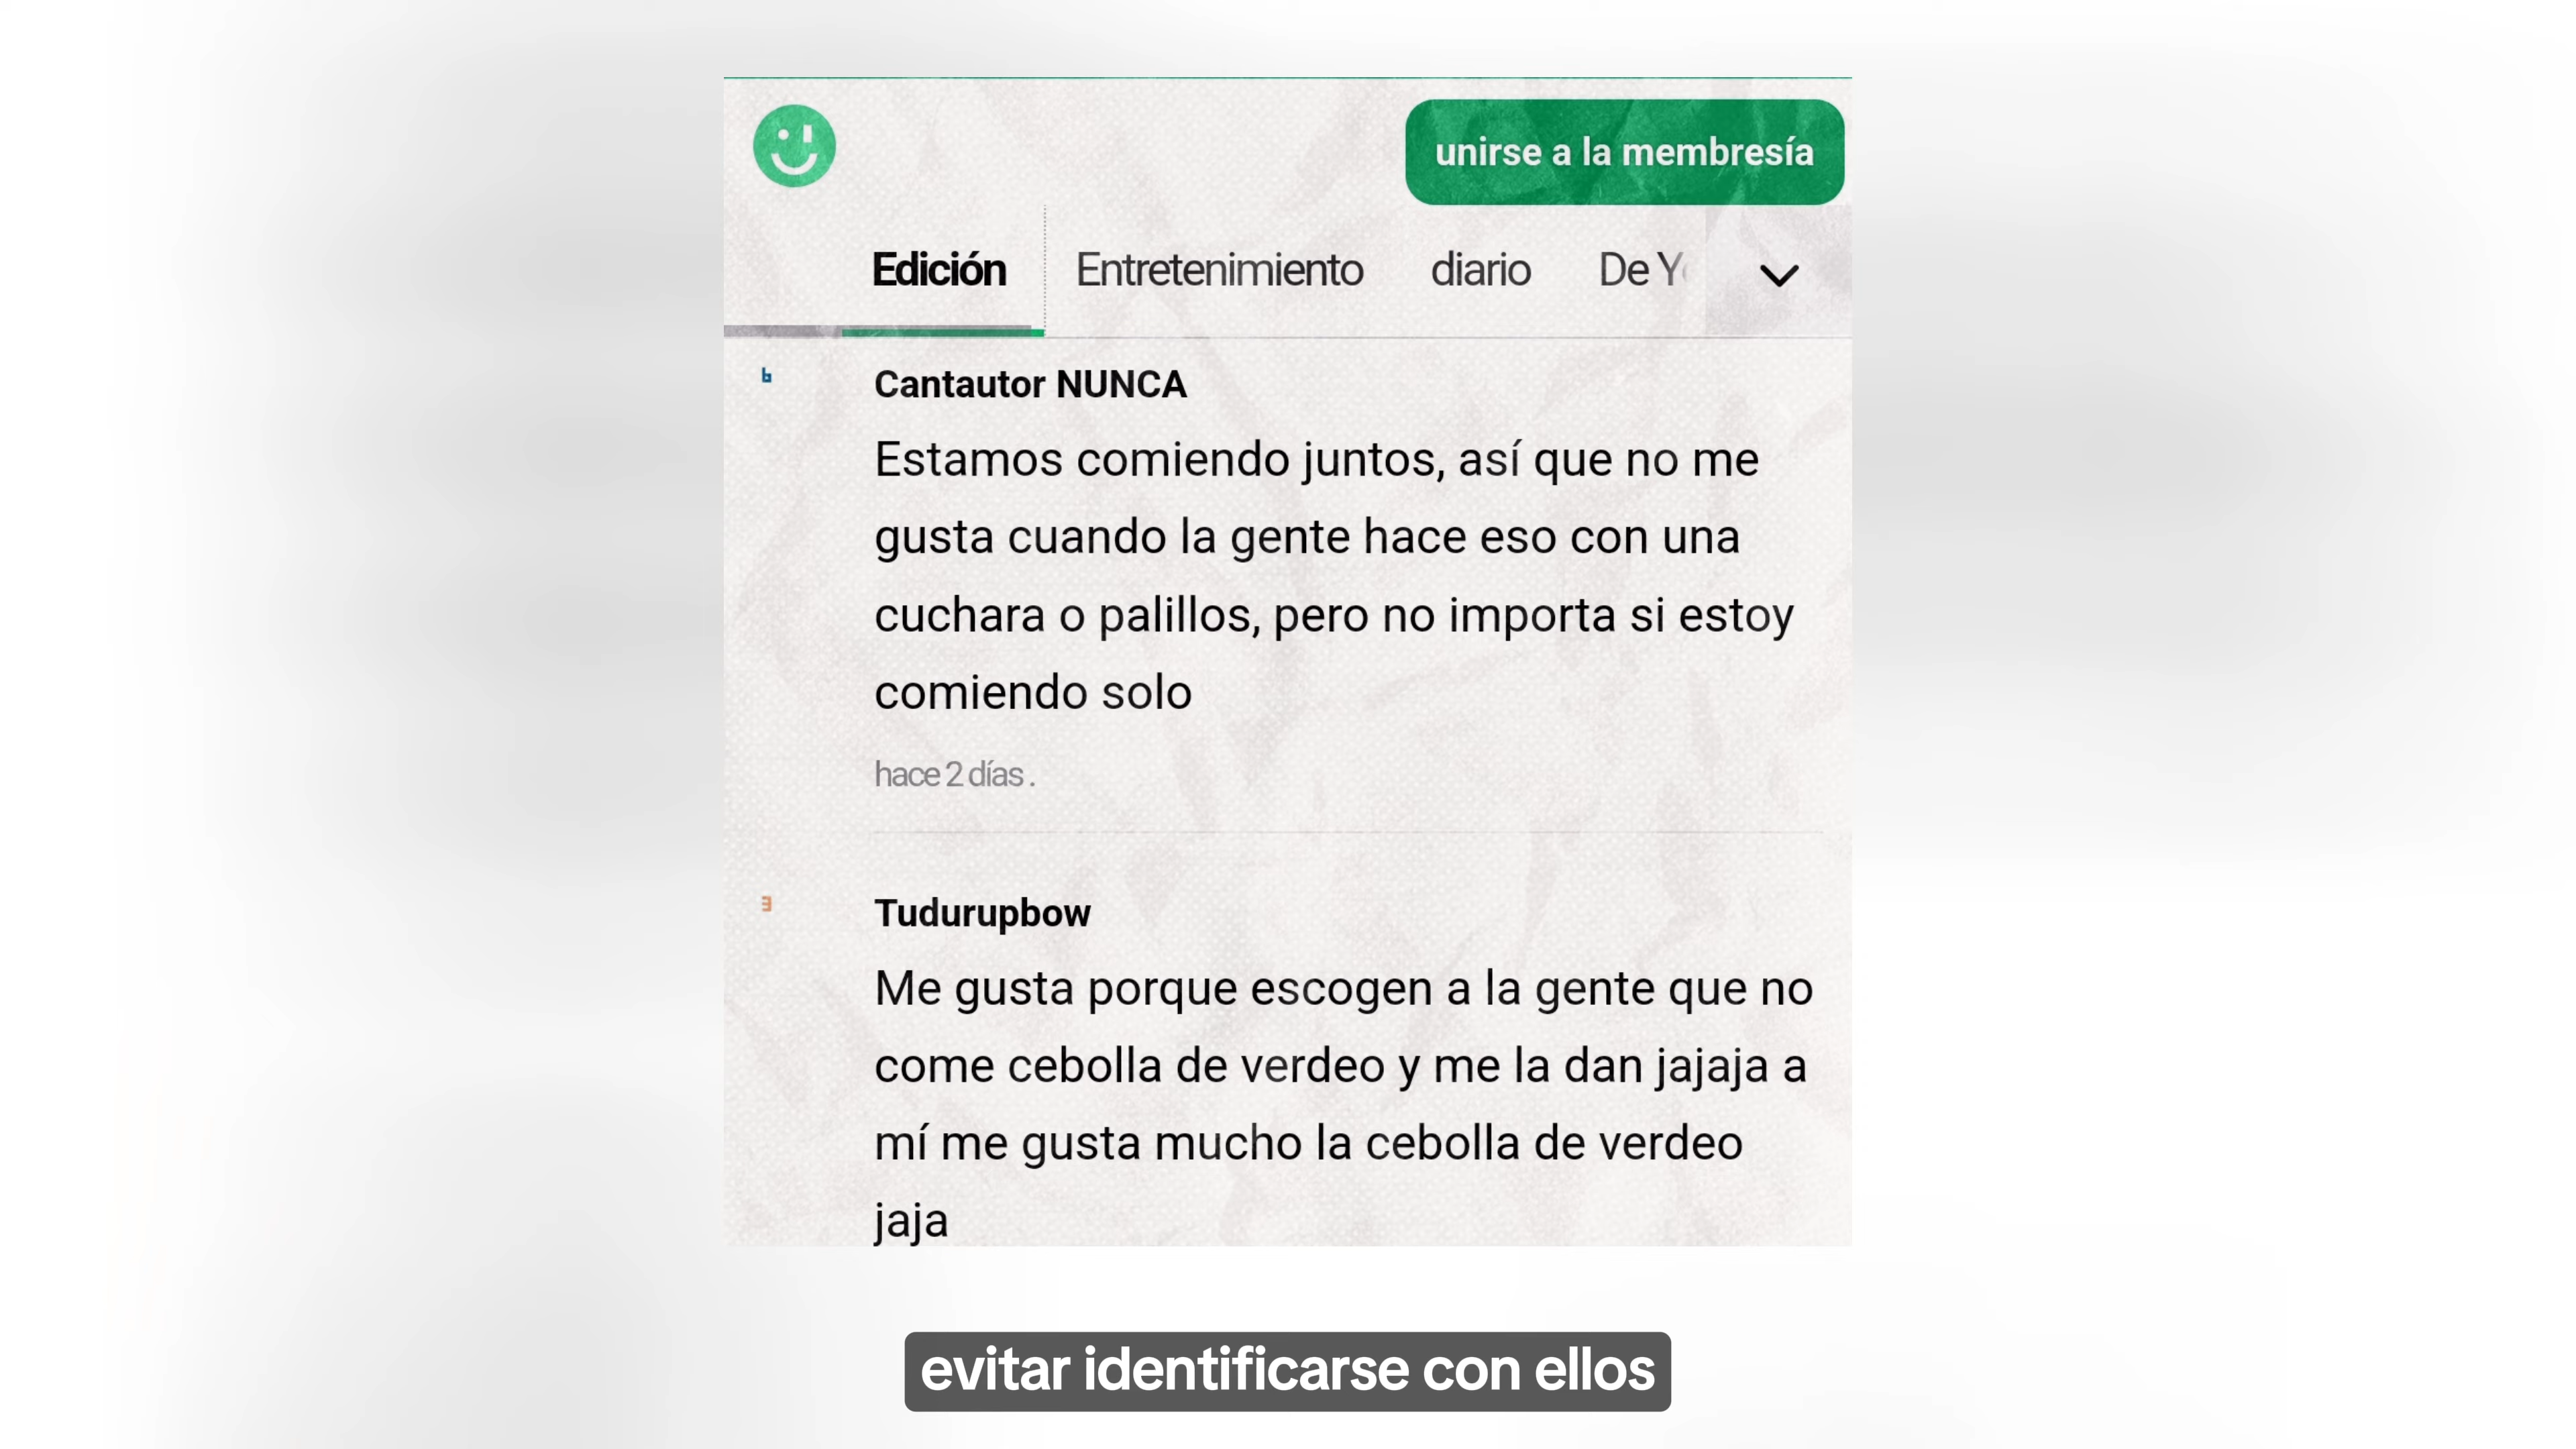 unirse a la membresía
Edición Entretenimiento diario De Y
Cantautor NUNCA
Estamos comiendo juntos, así que no me
gusta cuando la gente hace eso con una
cuchara o palillos, pero no importa si estoy
comiendo solo
hace 2 días .
Tudurupbow
Me gusta porque escogen a la gente que no
come cebolla de verdeo y me la dan jajaja a
mí me gusta mucho la cebolla de verdeo
jaja
evitar identificarse con ellos